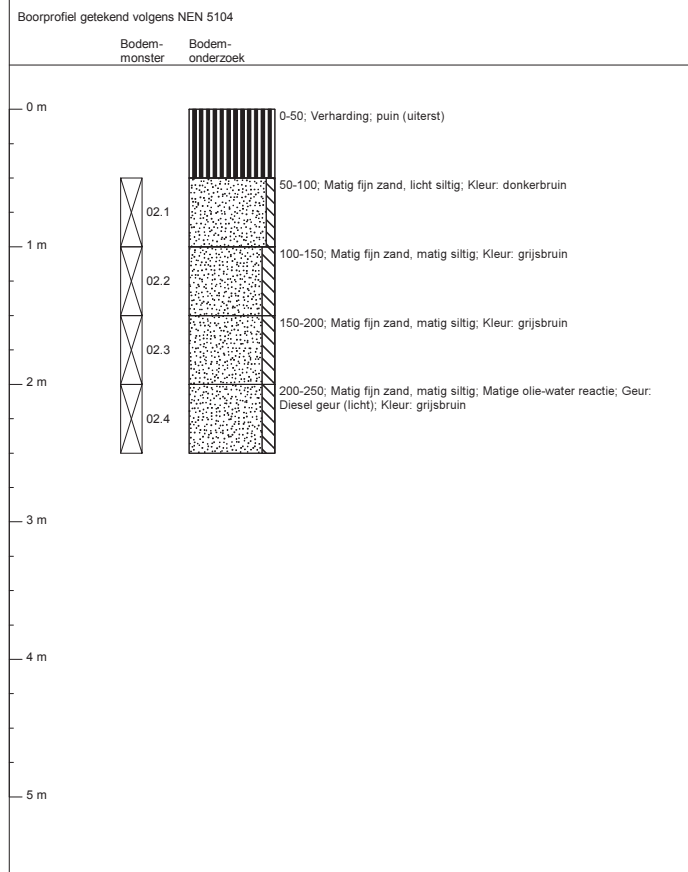 Boorprofiel getekend volgens NEN 5104
Bodem-
monster
Bodem-
onderzoek
0 m
0-50; Verharding; puin (uiterst)
50-100; Matig fijn zand, licht siltig; Kleur: donkerbruin
02.1
1 m
100-150; Matig fijn zand, matig siltig; Kleur: grijsbruin
02.2
150-200; Matig fijn zand, matig siltig; Kleur: grijsbruin
02.3
2 m
200-250; Matig fijn zand, matig siltig; Matige olie-water reactie; Geur:
Diesel geur (licht); Kleur: grijsbruin
02.4
3 m
4 m
5 m